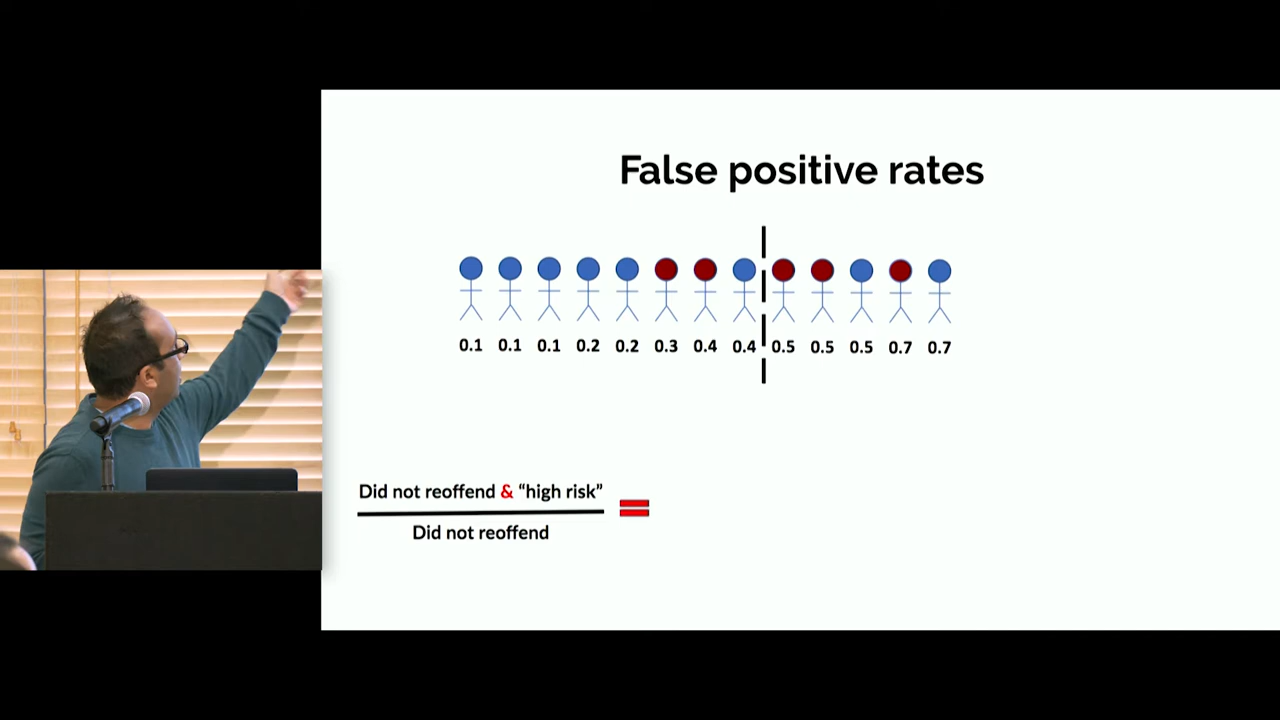 False positive rates
0.1 0.1 0.1 0.2 0.2 0.3 0.4 0.4 0.5 0.5 0.5 0.7 0.7
Did not reoffend & “high risk”
Did not reoffend
=